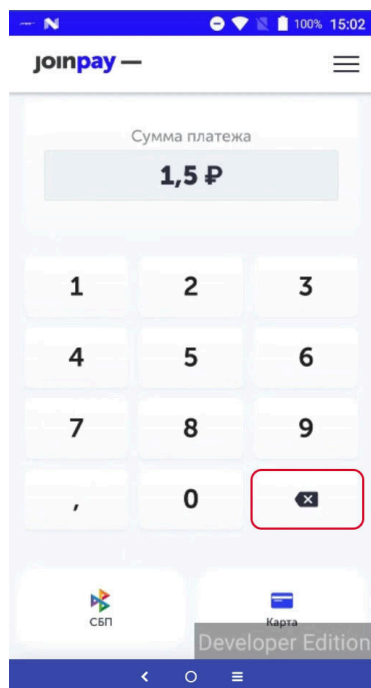 100% 15:02
joinpay
Сумма платежа
1,5 ₽
1 2 3
4 5 6
7 8 9
, 0
СБП Карта
Developer Edition